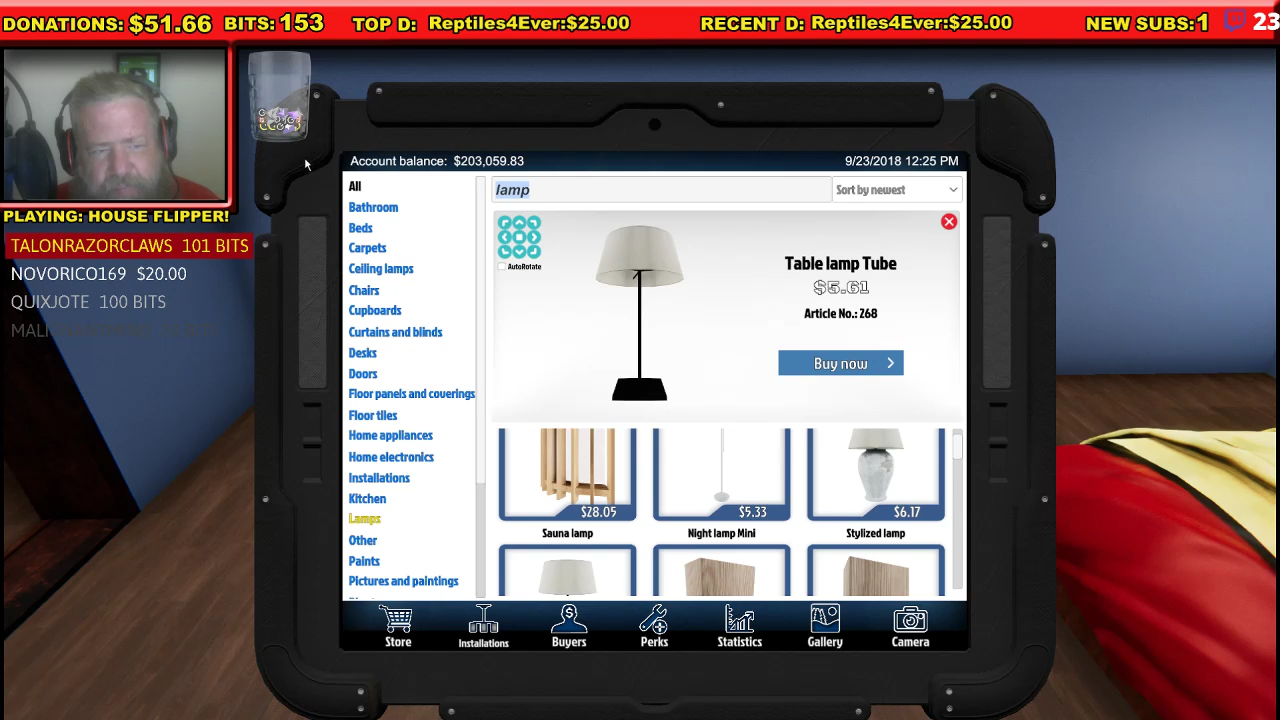 DONATIONS: $51.66 BITS: 153 TOP D: Reptiles4Ever:$25.00 RECENT D: Reptiles4Ever:$25.00 NEW SUBS: 1 23
PLAYING: HOUSE FLIPPER!
TALONRAZORCLAWS 101 BITS
NOVORICO169 $20.00
QUIXJOTE 100 BITS
Account balance: $203,059.83 9/23/2018 12:25 PM
All
Bathroom
Beds
Carpets
Ceiling lamps
Chairs
Cupboards
Curtains and blinds
Desks
Doors
Floor panels and coverings
Floor tiles
Home appliances
Home electronics
Installations
Kitchen
Lamps
Other
Paints
Pictures and paintings
lamp
Sort by newest
AutoRotate
Table lamp Tube
$5.61
Article No.: 268
Buy now
$28.05 $5.33 $6.17
Sauna lamp Night lamp Mini Stylized lamp
Store Installations Buyers Perks Statistics Gallery Camera